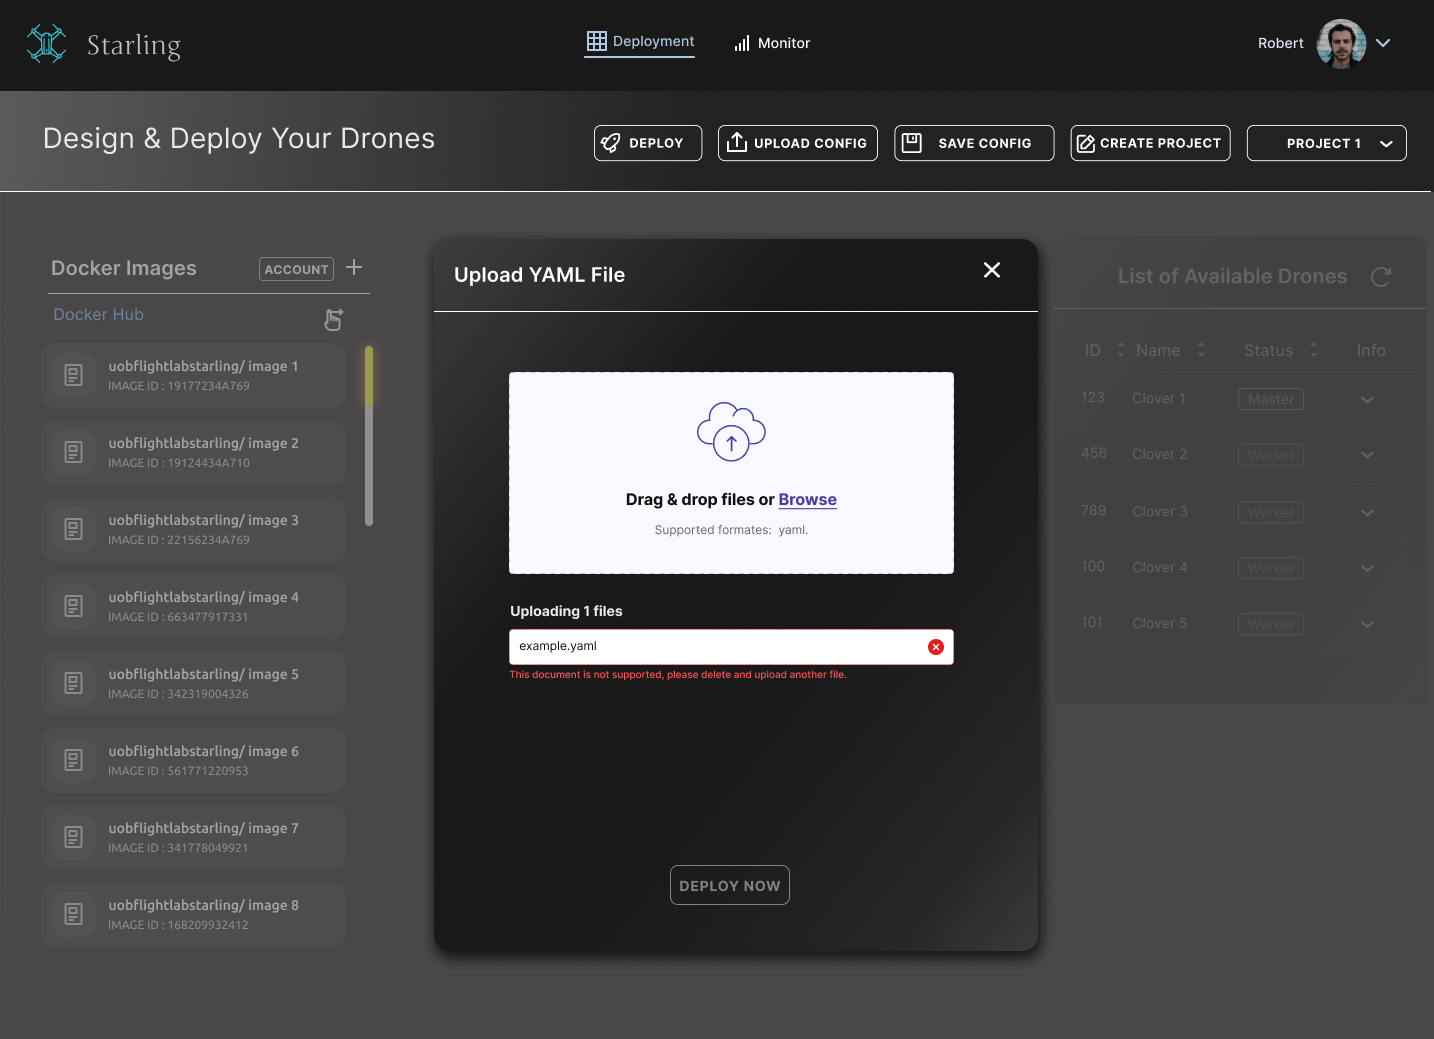 Starling
Deployment
Monitor
Robert
Design & Deploy Your Drones
DEPLOY
UPLOAD CONFIG
SAVE CONFIG
CREATE PROJECT
PROJECT 1
Docker Images
ACCOUNT
Docker Hub
uobflightlabstarling/ image 1
IMAGE ID : 19177234A769
uobflightlabstarling/ image 2
IMAGE ID : 19124434A710
uobflightlabstarling/ image 3
IMAGE ID : 22156234A769
uobflightlabstarling/ image 4
IMAGE ID : 663477917331
uobflightlabstarling/ image 5
IMAGE ID : 342319004326
uobflightlabstarling/ image 6
IMAGE ID : 561771220953
uobflightlabstarling/ image 7
IMAGE ID : 341778049921
uobflightlabstarling/ image 8
IMAGE ID : 168209932412
Upload YAML File
Drag & drop files or Browse
Supported formates: yaml.
Uploading 1 files
example.yaml
This document is not supported, please delete and upload another file.
DEPLOY NOW
List of Available Drones
ID Name Status Info
123 Clover 1 Master
456 Clover 2 Worker
789 Clover 3 Worker
100 Clover 4 Worker
101 Clover 5 Worker